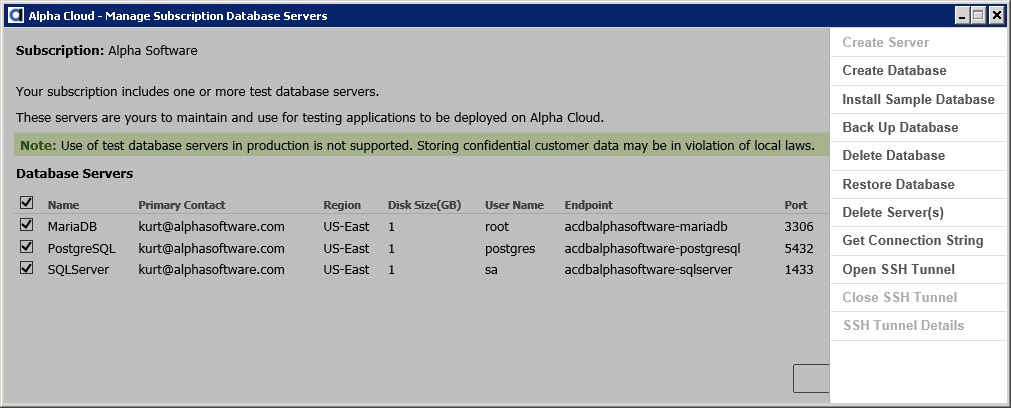 Alpha Cloud - Manage Subscription Database Servers
Subscription: Alpha Software
Your subscription includes one or more test database servers.
These servers are yours to maintain and use for testing applications to be deployed on Alpha Cloud.
Note: Use of test database servers in production is not supported. Storing confidential customer data may be in violation of local laws.
Database Servers
Name Primary Contact Region Disk Size(GB) User Name Endpoint Port
MariaDB kurt@alphasoftware.com US-East 1 root acdbalphasoftware-mariadb 3306
PostgreSQL kurt@alphasoftware.com US-East 1 postgres acdbalphasoftware-postgresql 5432
SQLServer kurt@alphasoftware.com US-East 1 sa acdbalphasoftware-sqlserver 1433
Create Server
Create Database
Install Sample Database
Back Up Database
Delete Database
Restore Database
Delete Server(s)
Get Connection String
Open SSH Tunnel
Close SSH Tunnel
SSH Tunnel Details